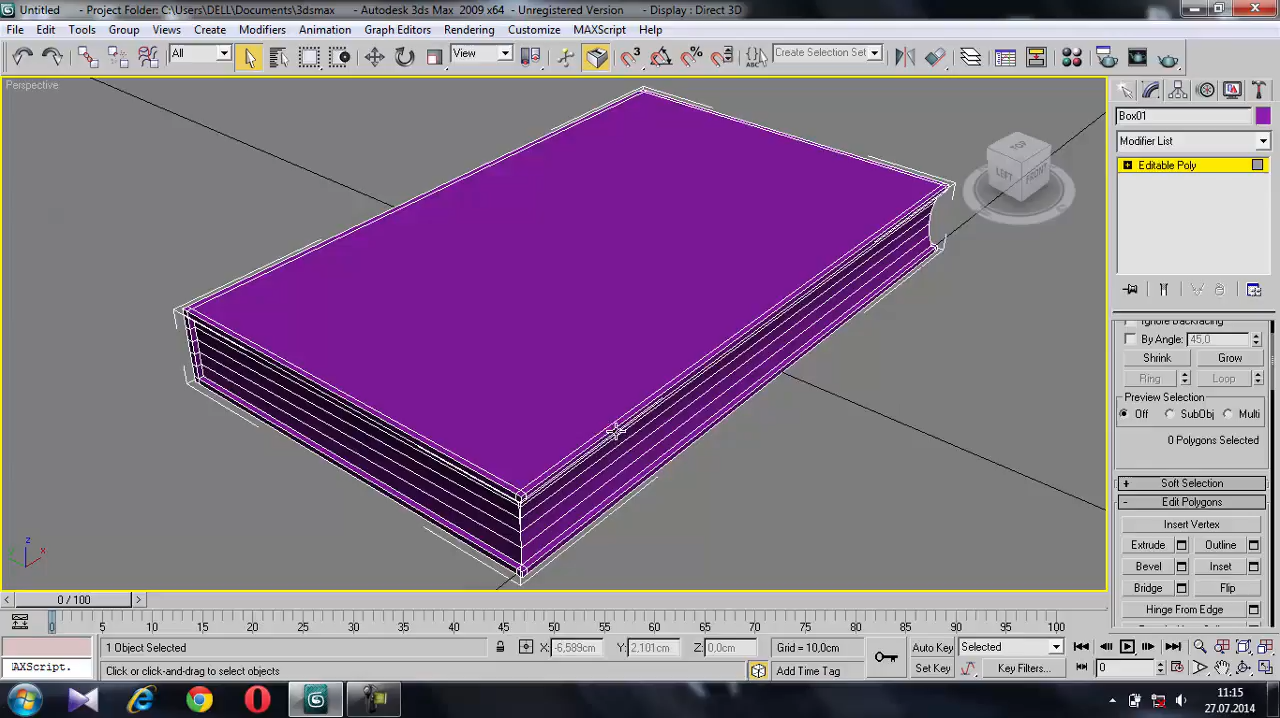 Untitled - Project Folder: C:\Users\DELL\Documents\3dsmax - Autodesk 3ds Max 2009 x64 - Unregistered Version - Display : Direct 3D
File Edit Tools Group Views Create Modifiers Animation Graph Editors Rendering Customize MAXScript Help
All View Create Selection Set
Perspective
TOP
LEFT FRONT
Box01
Modifier List
Editable Poly
Ignore Backfacing
By Angle: 45,0
Shrink Grow
Ring Loop
Preview Selection
Off SubObj Multi
0 Polygons Selected
+ Soft Selection
- Edit Polygons
Insert Vertex
Extrude Outline
Bevel Inset
Bridge Flip
Hinge From Edge
z
x
0 / 100
0 5 10 15 20 25 30 35 40 45 50 55 60 65 70 75 80 85 90 95 100
1 Object Selected X: -6,589cm Y: 2,101cm Z: 0,0cm Grid = 10,0cm Auto Key Selected
AXScript. Click or click-and-drag to select objects Add Time Tag Set Key Key Filters... 0
11:15
27.07.2014